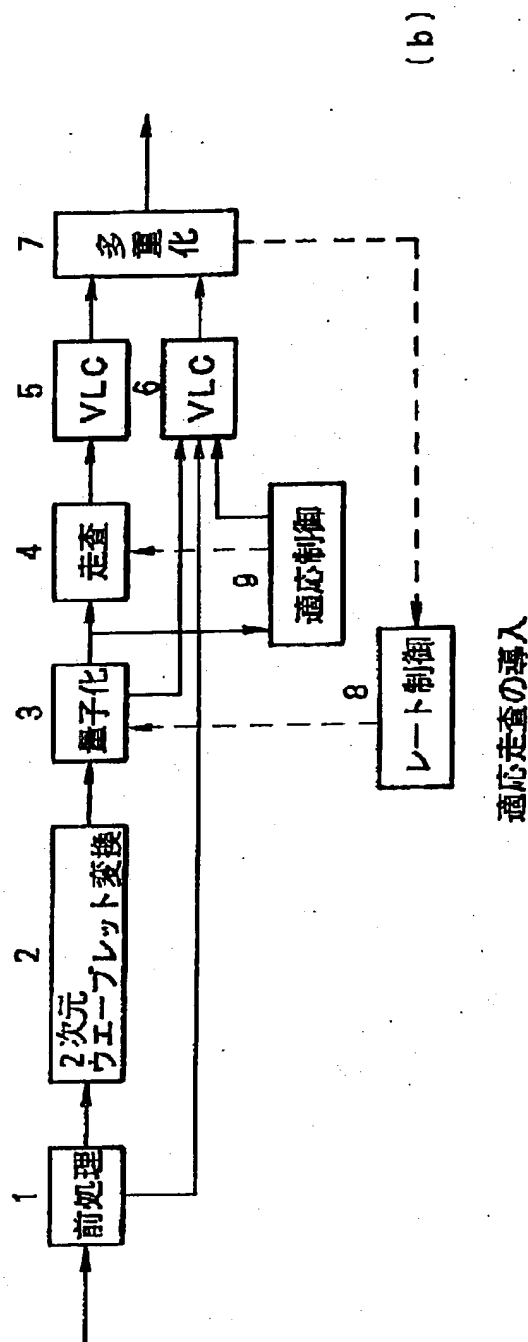 1
前処理
2
2次元
ウエーブレット変換
3
量子化
4
走査
5
VLC
6
VLC
7
多重化
8
レート制御
9
適応制御
適応走査の導入
(b)